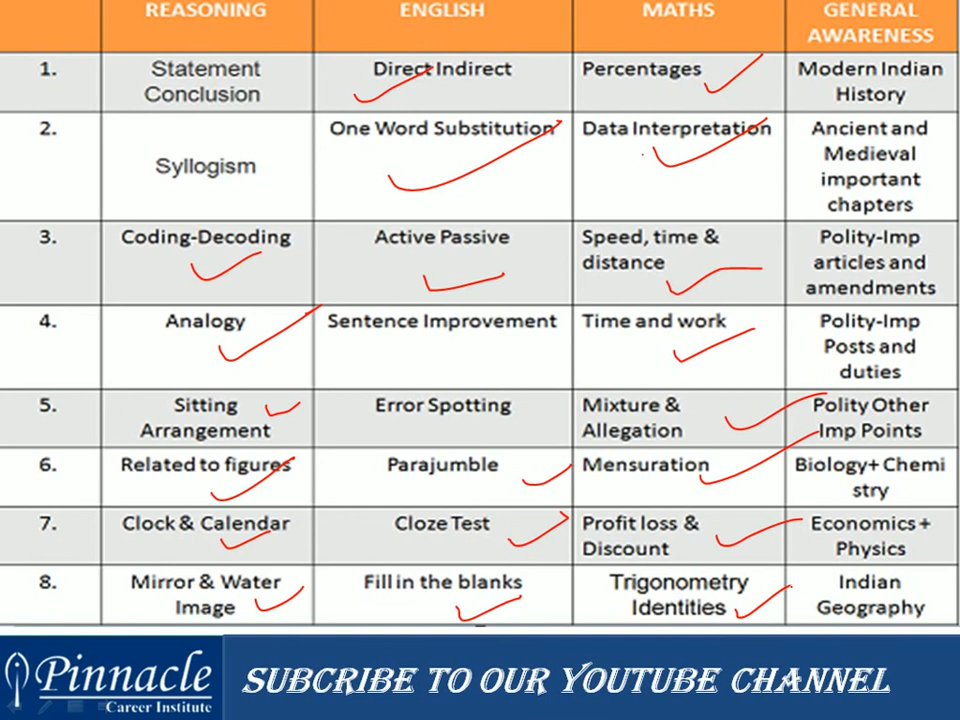 REASONING ENGLISH MATHS GENERAL
AWARENESS
1. Statement Direct Indirect Percentages Modern Indian
Conclusion History
2. Syllogism One Word Substitution Data Interpretation Ancient and
Medieval
important
chapters
3. Coding-Decoding Active Passive Speed, time & Polity-Imp
distance articles and
amendments
4. Analogy Sentence Improvement Time and work Polity-Imp
Posts and
duties
5. Sitting Error Spotting Mixture & Polity Other
Arrangement Allegation Imp Points
6. Related to figures Parajumble Mensuration Biology+ Chemi
stry
7. Clock & Calendar Cloze Test Profit loss & Economics +
Discount Physics
8. Mirror & Water Fill in the blanks Trigonometry Indian
Image Identities Geography
Pinnacle
Career Institute
SUBCRIBE TO OUR YOUTUBE CHANNEL